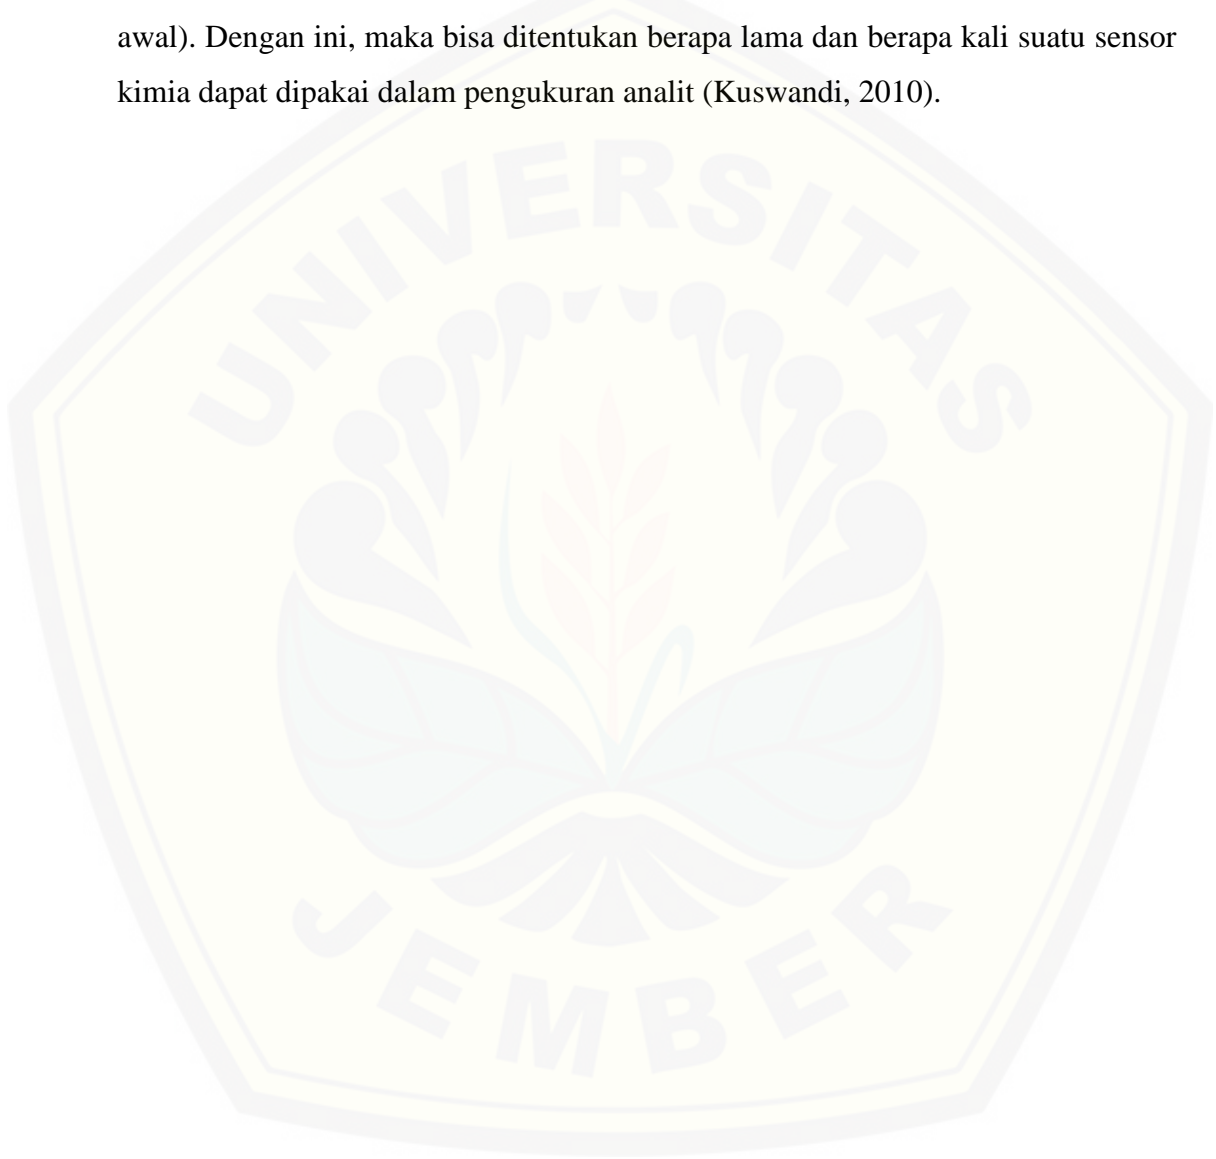 awal). Dengan ini, maka bisa ditentukan berapa lama dan berapa kali suatu sensor
kimia dapat dipakai dalam pengukuran analit (Kuswandi, 2010).
UNIVERSITAS
JEMBER